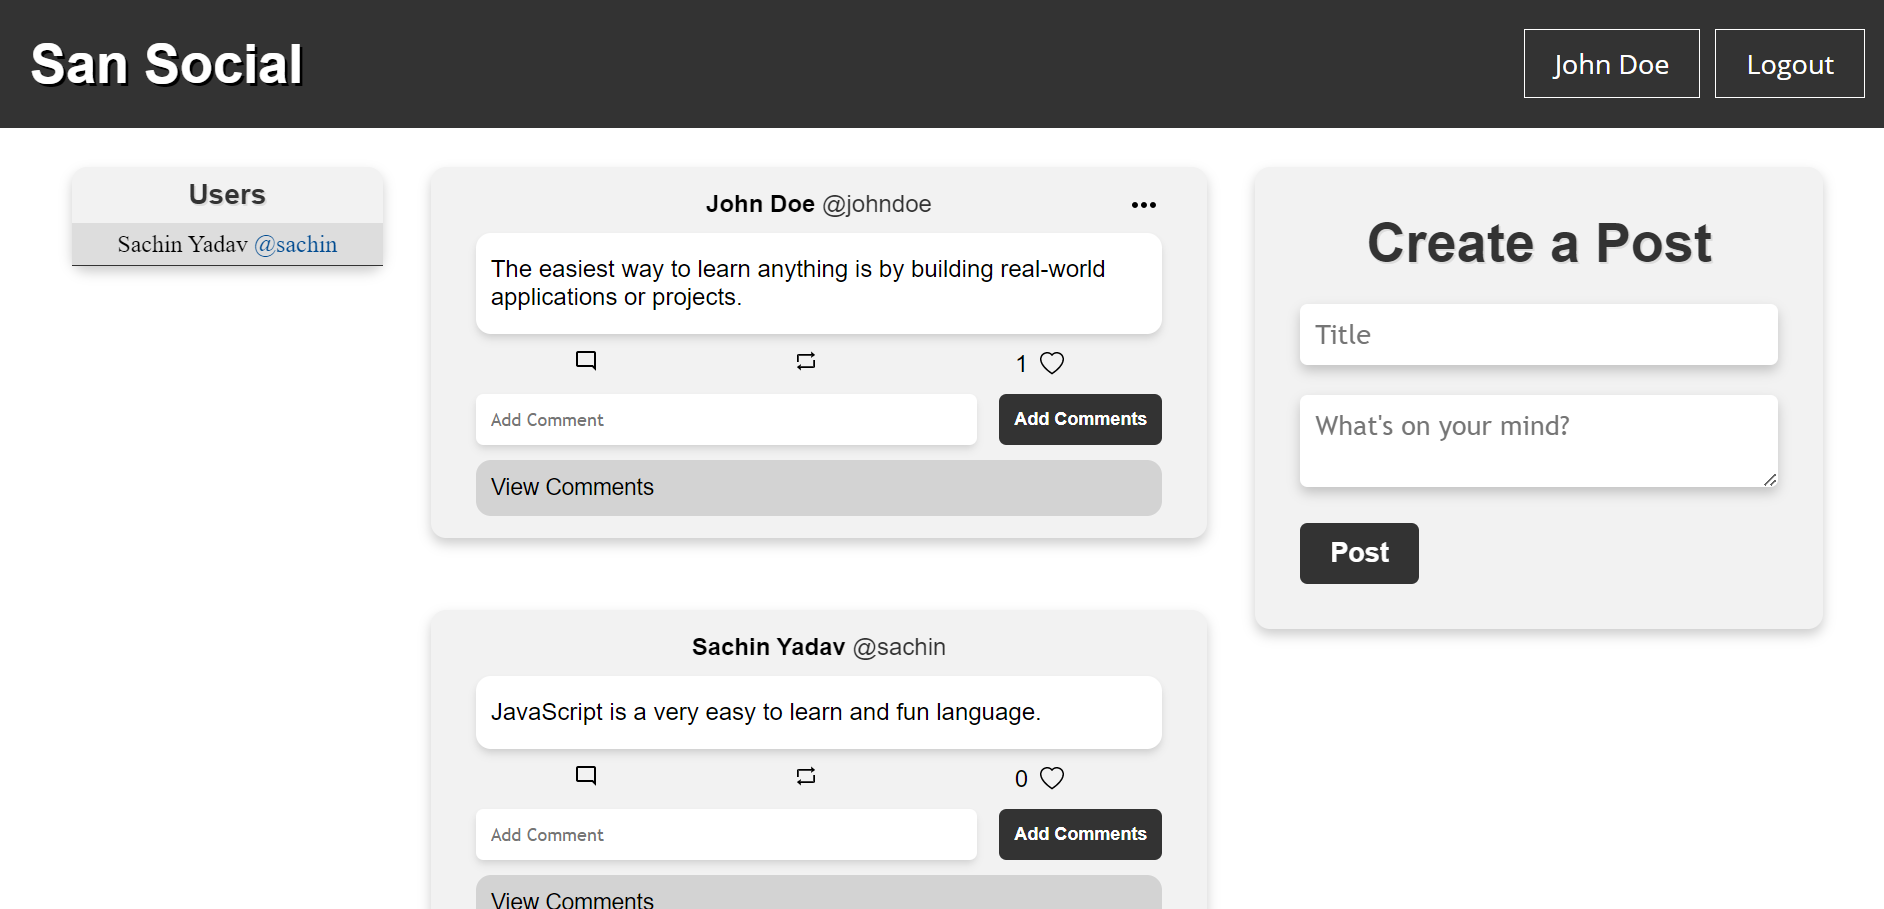 San Social
John Doe
Logout
Users
Sachin Yadav @sachin
John Doe @johndoe
The easiest way to learn anything is by building real-world
applications or projects.
1
Add Comment
Add Comments
View Comments
Sachin Yadav @sachin
JavaScript is a very easy to learn and fun language.
0
Add Comment
Add Comments
View Comments
Create a Post
Title
What's on your mind?
Post